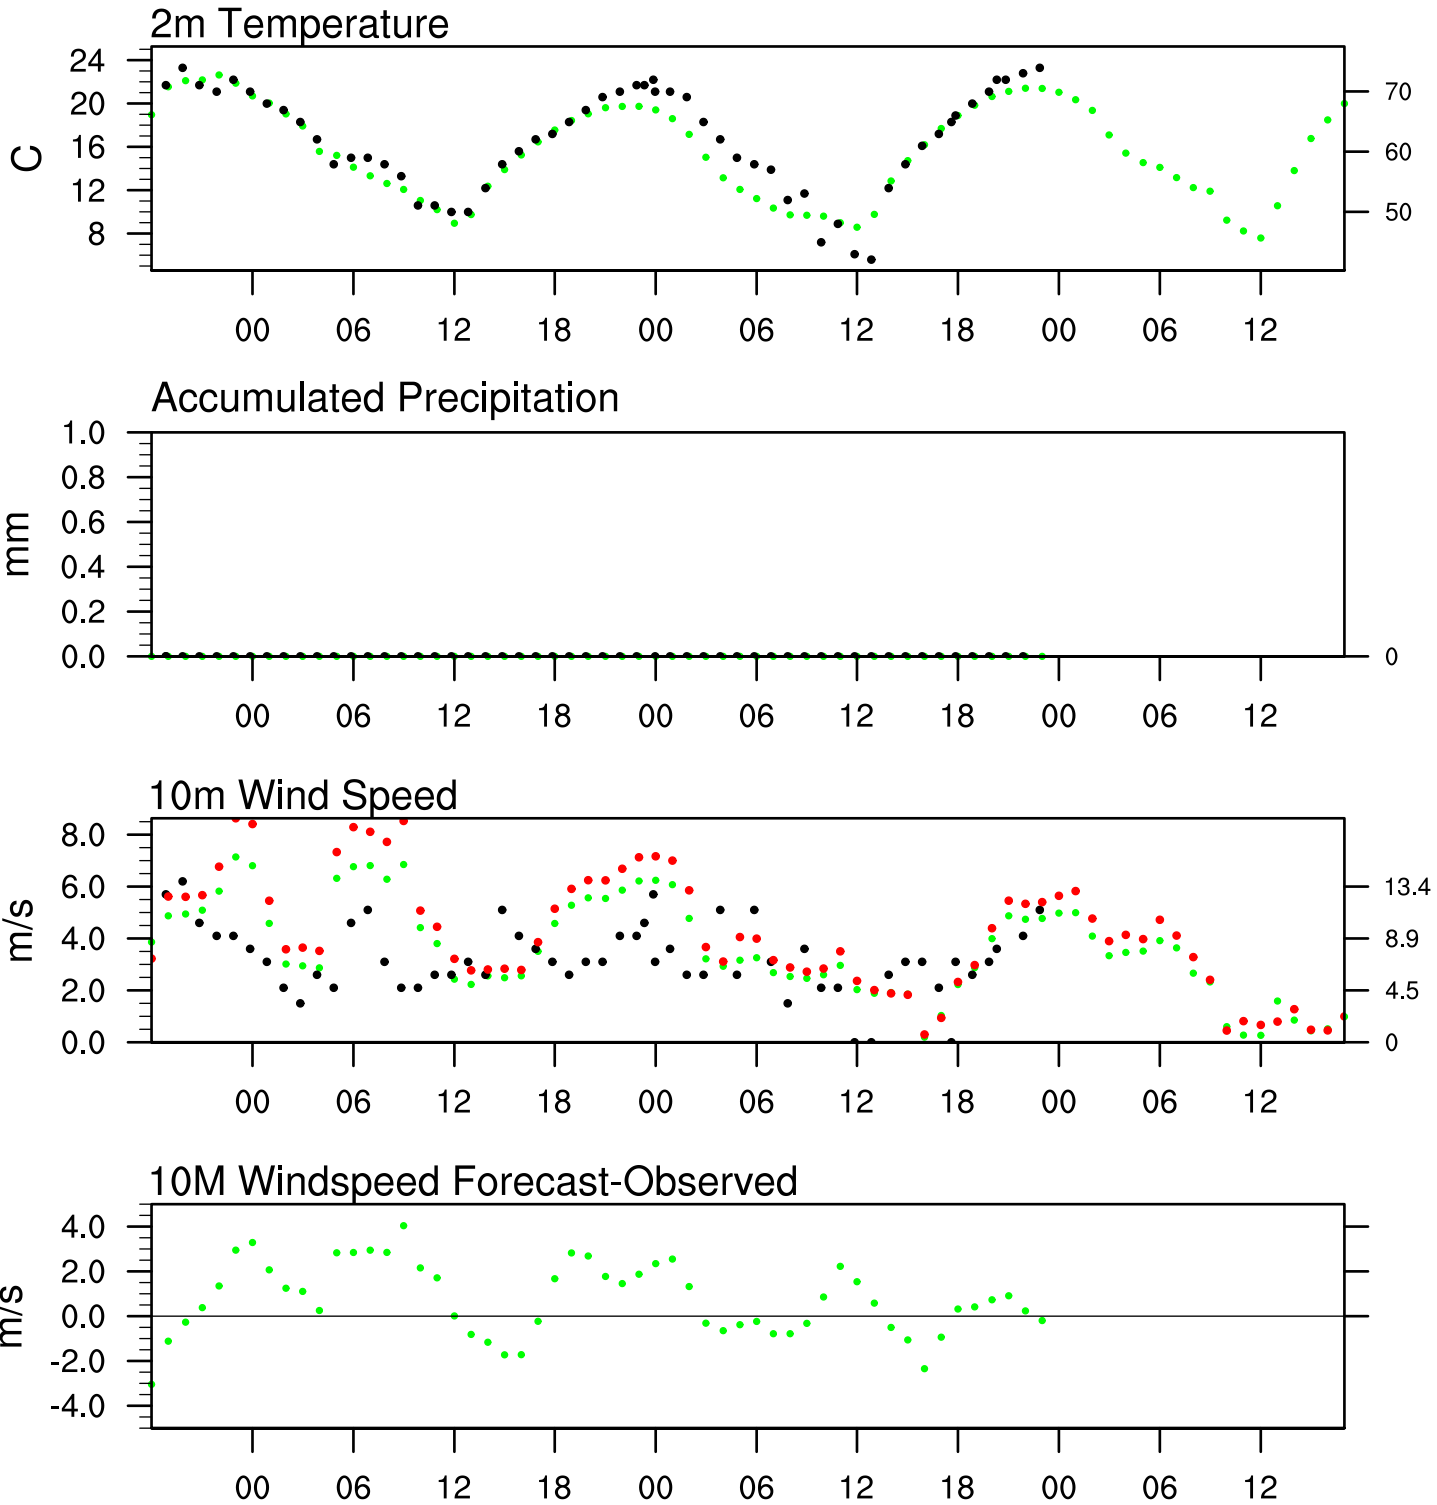 2m Temperature
24
20
16
12
8
C
70
60
50
00 06 12 18 00 06 12 18 00 06 12
Accumulated Precipitation
1.0
0.8
0.6
0.4
0.2
0.0
mm
0
00 06 12 18 00 06 12 18 00 06 12
10m Wind Speed
8.0
6.0
4.0
2.0
0.0
m/s
13.4
8.9
4.5
0
00 06 12 18 00 06 12 18 00 06 12
10M Windspeed Forecast-Observed
4.0
2.0
0.0
-2.0
-4.0
m/s
00 06 12 18 00 06 12 18 00 06 12